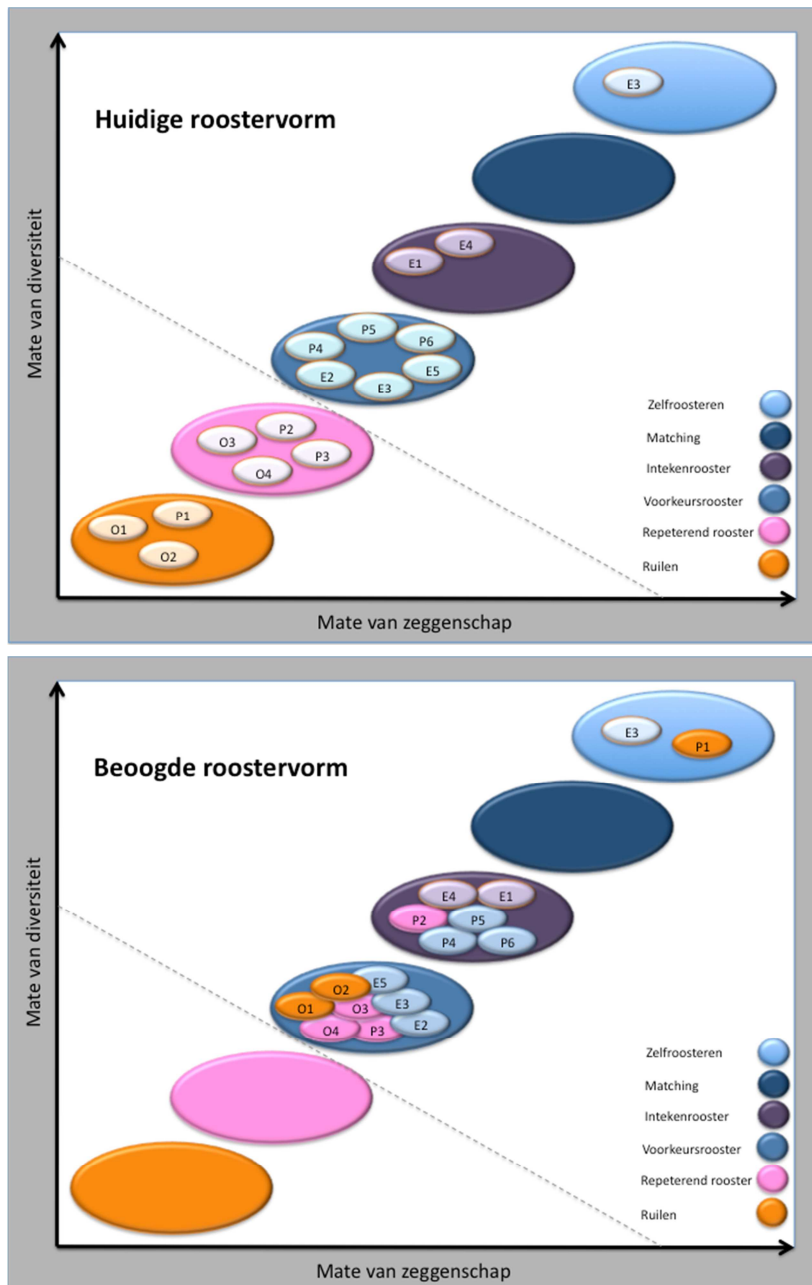 Huidige roostervorm
Mate van diversiteit
E3
E4
E1
P5
P6
P4
E5
E2
E3
P2
O3
P3
O4
P1
O1
O2
Zelfroosteren
Matching
Intekenrooster
Voorkeursrooster
Repeterend rooster
Ruilen
Mate van zeggenschap
Beoogde roostervorm
Mate van diversiteit
E3
P1
E4 E1
P2 P5
P4 P6
E5
O2
E3
O1 O3
E2
O4 P3
Zelfroosteren
Matching
Intekenrooster
Voorkeursrooster
Repeterend rooster
Ruilen
Mate van zeggenschap